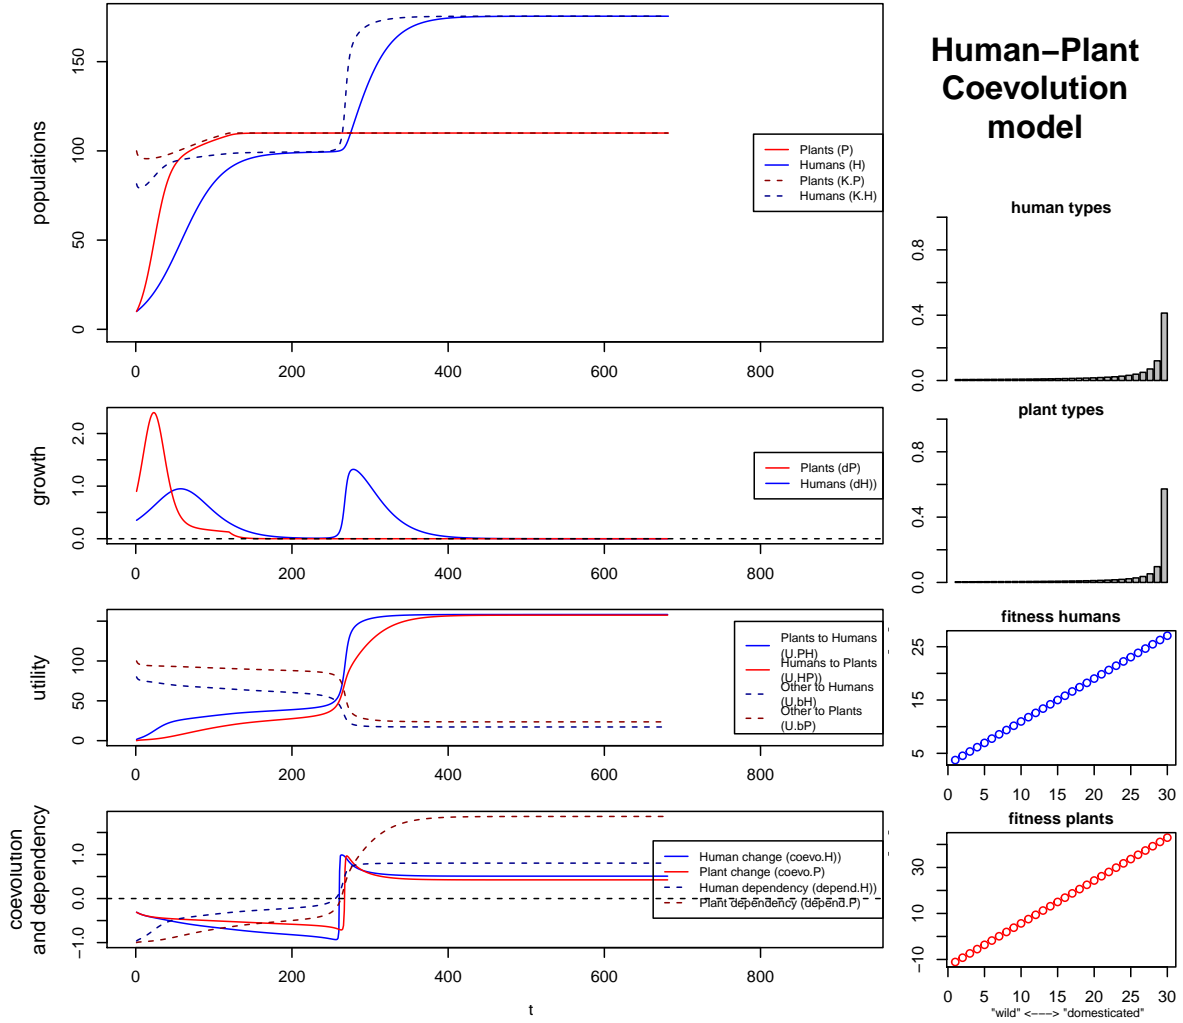 Human−Plant
Coevolution
model
populations
0
50
100
150
0
200
400
600
800
Plants (P)
Humans (H)
Plants (K.P)
Humans (K.H)
growth
0.0
1.0
2.0
0
200
400
600
800
Plants (dP)
Humans (dH))
utility
0
50
100
0
200
400
600
800
Plants to Humans
(U.PH)
Humans to Plants
(U.HP))
Other to Humans
(U.bH)
Other to Plants
(U.bP)
coevolution
and dependency
−1.0
0.0
1.0
0
200
400
600
800
t
Human change (coevo.H))
Plant change (coevo.P)
Human dependency (depend.H))
Plant dependency (depend.P)
human types
0.0
0.4
0.8
plant types
0.0
0.4
0.8
fitness humans
5
15
25
0 5 10 15 20 25 30
fitness plants
−10
10
30
0 5 10 15 20 25 30
"wild" <−−−> "domesticated"